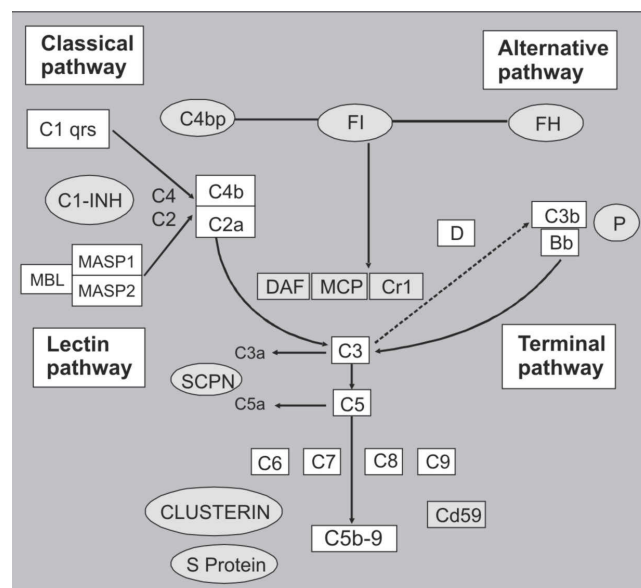 Classical
pathway
Alternative
pathway
C4bp
FI
FH
C1 qrs
C1-INH
C4
C2
C4b
C2a
C3b
Bb
P
D
MBL
MASP1
MASP2
DAF
MCP
Cr1
Lectin
pathway
Terminal
pathway
C3a
C3
SCPN
C5a
C5
C6
C7
C8
C9
CLUSTERIN
Cd59
C5b-9
S Protein